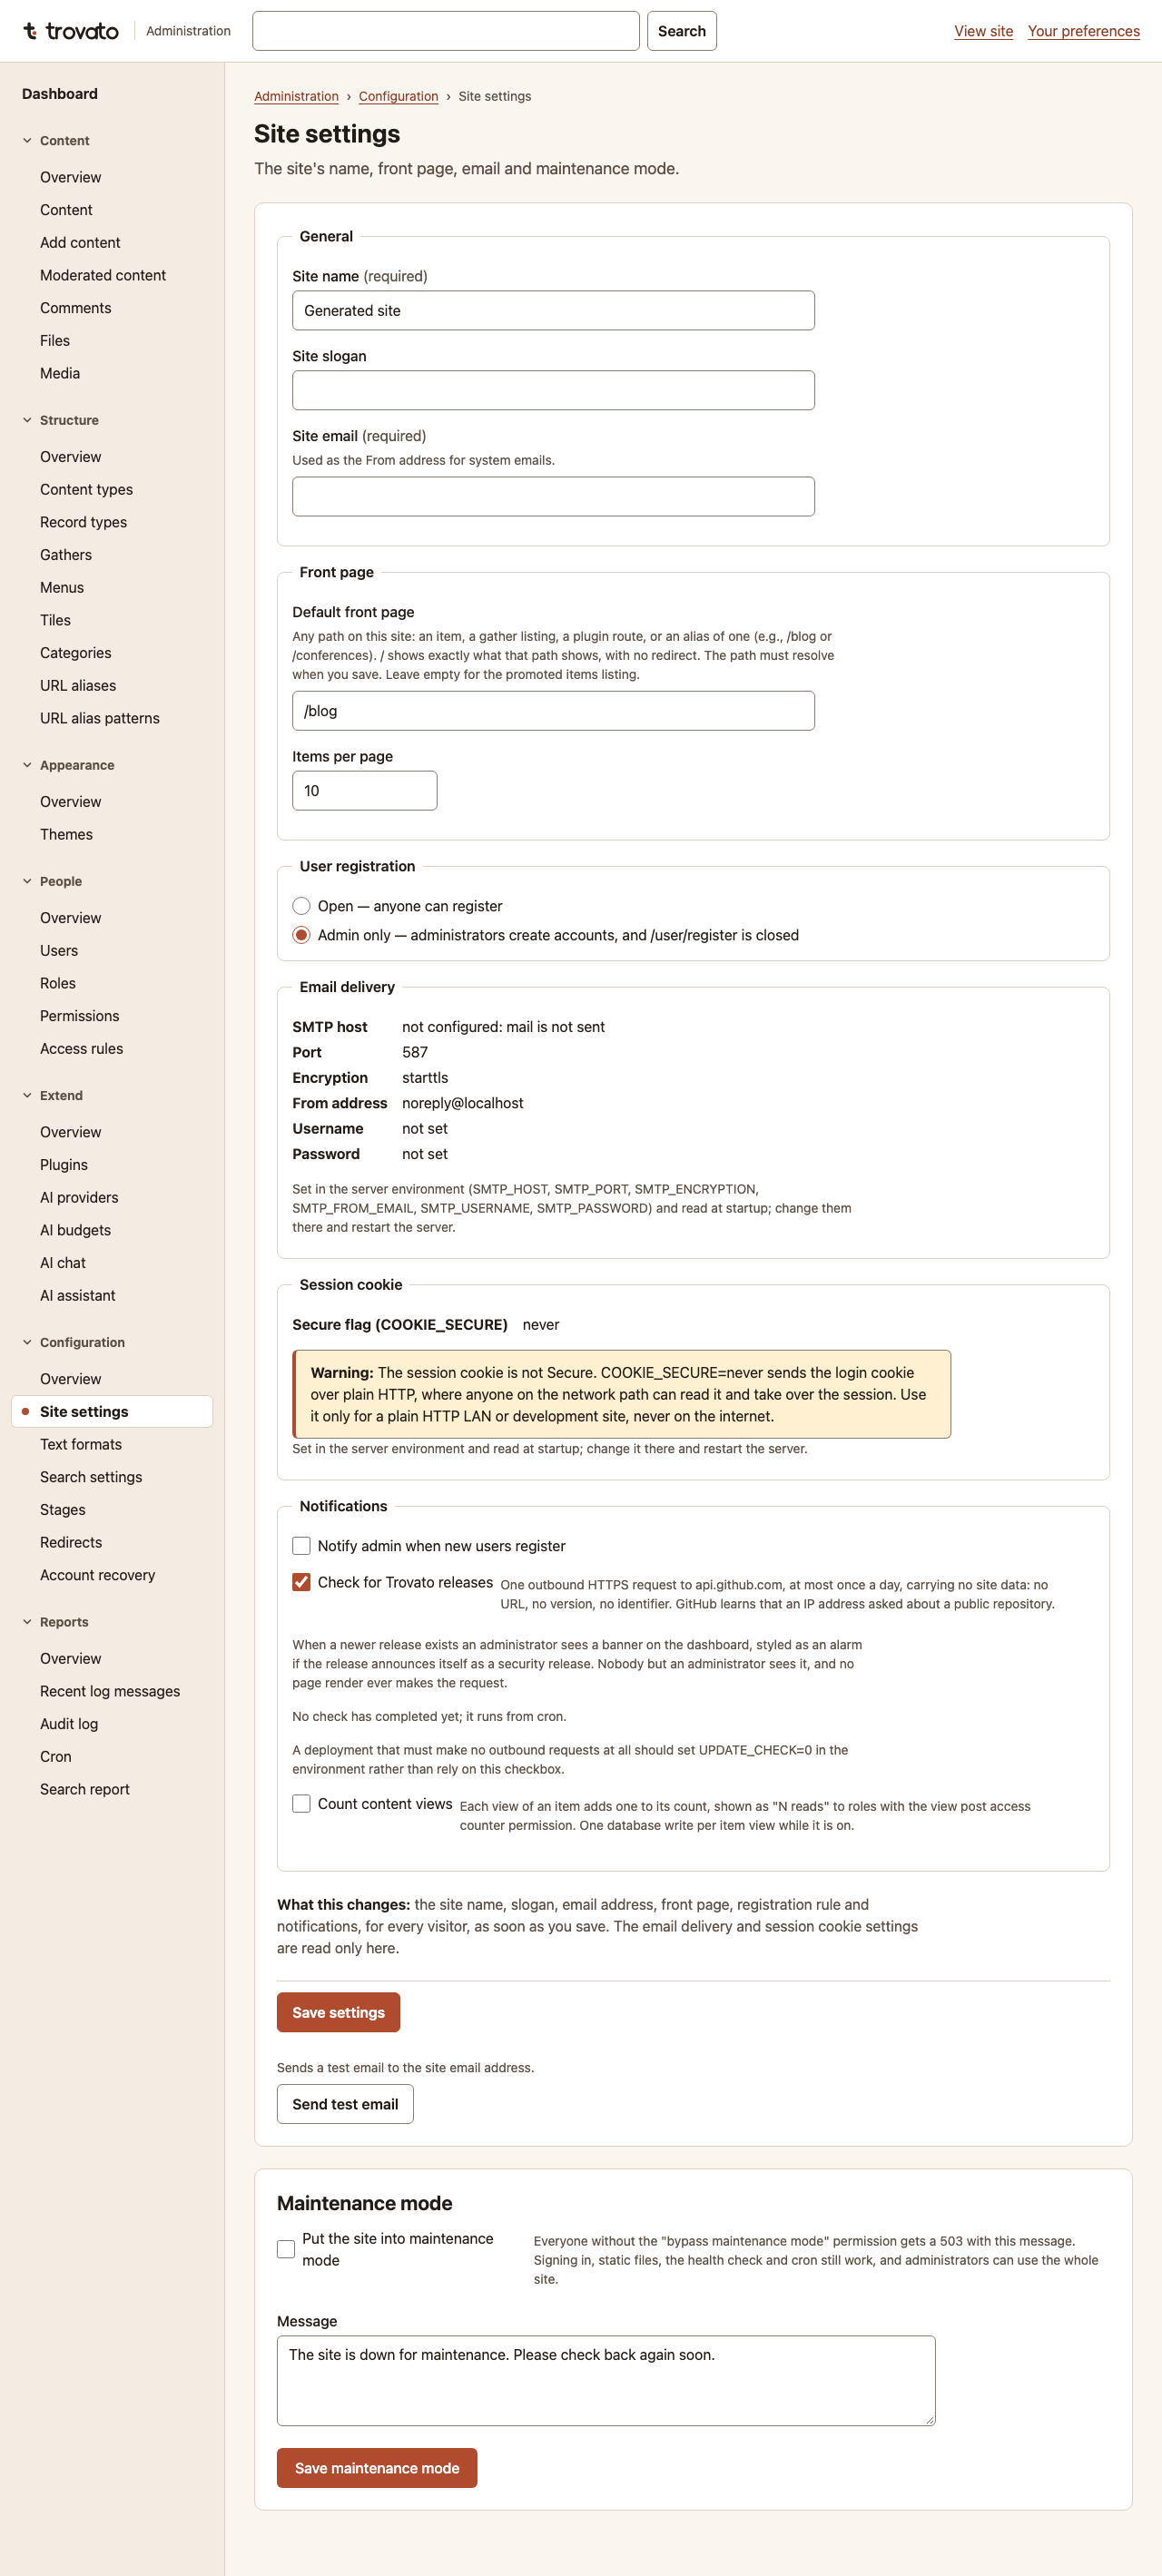 trovato
Administration
Search
View site
Your preferences
Dashboard
Content
Overview
Content
Add content
Moderated content
Comments
Files
Media
Structure
Overview
Content types
Record types
Gathers
Menus
Tiles
Categories
URL aliases
URL alias patterns
Appearance
Overview
Themes
People
Overview
Users
Roles
Permissions
Access rules
Extend
Overview
Plugins
AI providers
AI budgets
AI chat
AI assistant
Configuration
Overview
Site settings
Text formats
Search settings
Stages
Redirects
Account recovery
Reports
Overview
Recent log messages
Audit log
Cron
Search report
Administration › Configuration › Site settings
Site settings
The site's name, front page, email and maintenance mode.
General
Site name (required)
Generated site
Site slogan
Site email (required)
Used as the From address for system emails.
Front page
Default front page
Any path on this site: an item, a gather listing, a plugin route, or an alias of one (e.g., /blog or
/conferences). / shows exactly what that path shows, with no redirect. The path must resolve
when you save. Leave empty for the promoted items listing.
/blog
Items per page
10
User registration
Open — anyone can register
Admin only — administrators create accounts, and /user/register is closed
Email delivery
SMTP host not configured: mail is not sent
Port 587
Encryption starttls
From address noreply@localhost
Username not set
Password not set
Set in the server environment (SMTP_HOST, SMTP_PORT, SMTP_ENCRYPTION,
SMTP_FROM_EMAIL, SMTP_USERNAME, SMTP_PASSWORD) and read at startup; change them
there and restart the server.
Session cookie
Secure flag (COOKIE_SECURE) never
Warning: The session cookie is not Secure. COOKIE_SECURE=never sends the login cookie
over plain HTTP, where anyone on the network path can read it and take over the session. Use
it only for a plain HTTP LAN or development site, never on the internet.
Set in the server environment and read at startup; change it there and restart the server.
Notifications
Notify admin when new users register
Check for Trovato releases
One outbound HTTPS request to api.github.com, at most once a day, carrying no site data: no
URL, no version, no identifier. GitHub learns that an IP address asked about a public repository.
When a newer release exists an administrator sees a banner on the dashboard, styled as an alarm
if the release announces itself as a security release. Nobody but an administrator sees it, and no
page render ever makes the request.
No check has completed yet; it runs from cron.
A deployment that must make no outbound requests at all should set UPDATE_CHECK=0 in the
environment rather than rely on this checkbox.
Count content views
Each view of an item adds one to its count, shown as "N reads" to roles with the view post access
counter permission. One database write per item view while it is on.
What this changes: the site name, slogan, email address, front page, registration rule and
notifications, for every visitor, as soon as you save. The email delivery and session cookie settings
are read only here.
Save settings
Sends a test email to the site email address.
Send test email
Maintenance mode
Put the site into maintenance
mode
Everyone without the "bypass maintenance mode" permission gets a 503 with this message.
Signing in, static files, the health check and cron still work, and administrators can use the whole
site.
Message
The site is down for maintenance. Please check back again soon.
Save maintenance mode